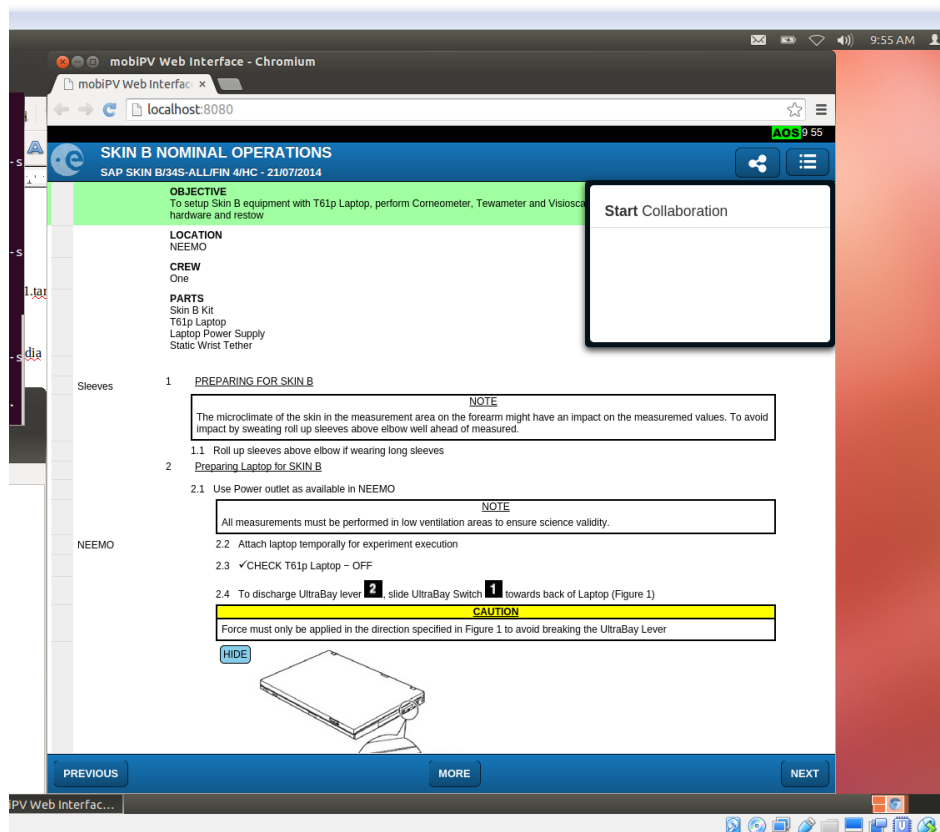 9:55 AM
mobiPV Web Interface - Chromium
mobiPV Web Interfac
localhost:8080
AOS 9 55
SKIN B NOMINAL OPERATIONS
SAP SKIN B/34S-ALL/FIN 4/HC - 21/07/2014
OBJECTIVE
To setup Skin B equipment with T61p Laptop, perform Corneometer, Tewameter and
hardware and restow
Start Collaboration
LOCATION
NEEMO
CREW
One
PARTS
Skin B Kit
T61p Laptop
Laptop Power Supply
Static Wrist Tether
Sleeves
1 PREPARING FOR SKIN B
NOTE
The microclimate of the skin in the measurement area on the forearm might have an impact on the measuremed values. To avoid
impact by sweating roll up sleeves above elbow well ahead of measured.
1.1 Roll up sleeves above elbow if wearing long sleeves
2 Preparing Laptop for SKIN B
2.1 Use Power outlet as available in NEEMO
NOTE
All measurements must be performed in low ventilation areas to ensure science validity.
NEEMO
2.2 Attach laptop temporally for experiment execution
2.3 ✓CHECK T61p Laptop − OFF
2.4 To discharge UltraBay lever 2 , slide UltraBay Switch 1 towards back of Laptop (Figure 1)
CAUTION
Force must only be applied in the direction specified in Figure 1 to avoid breaking the UltraBay Lever
HIDE
PREVIOUS
MORE
NEXT
iPV Web Interfac...
-s
-s
1.tar
-s
dia